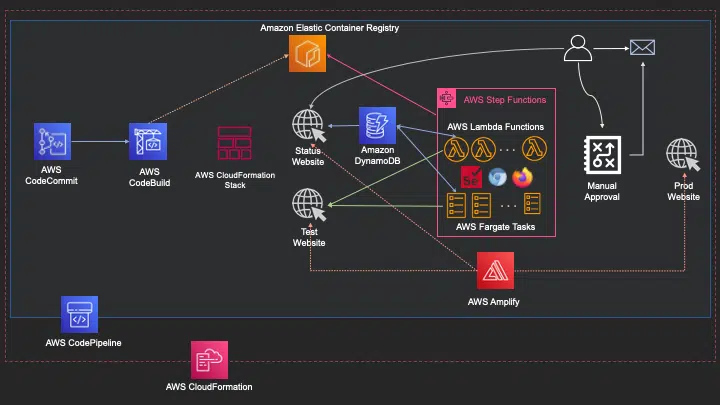 Amazon Elastic Container Registry
AWS Step Functions
AWS Lambda Functions
Status
Website
Amazon
DynamoDB
AWS
CodeCommit
AWS
CodeBuild
AWS CloudFormation
Stack
Se
Manual
Approval
Prod
Website
Test
Website
AWS Fargate Tasks
AWS Amplify
AWS CodePipeline
AWS CloudFormation